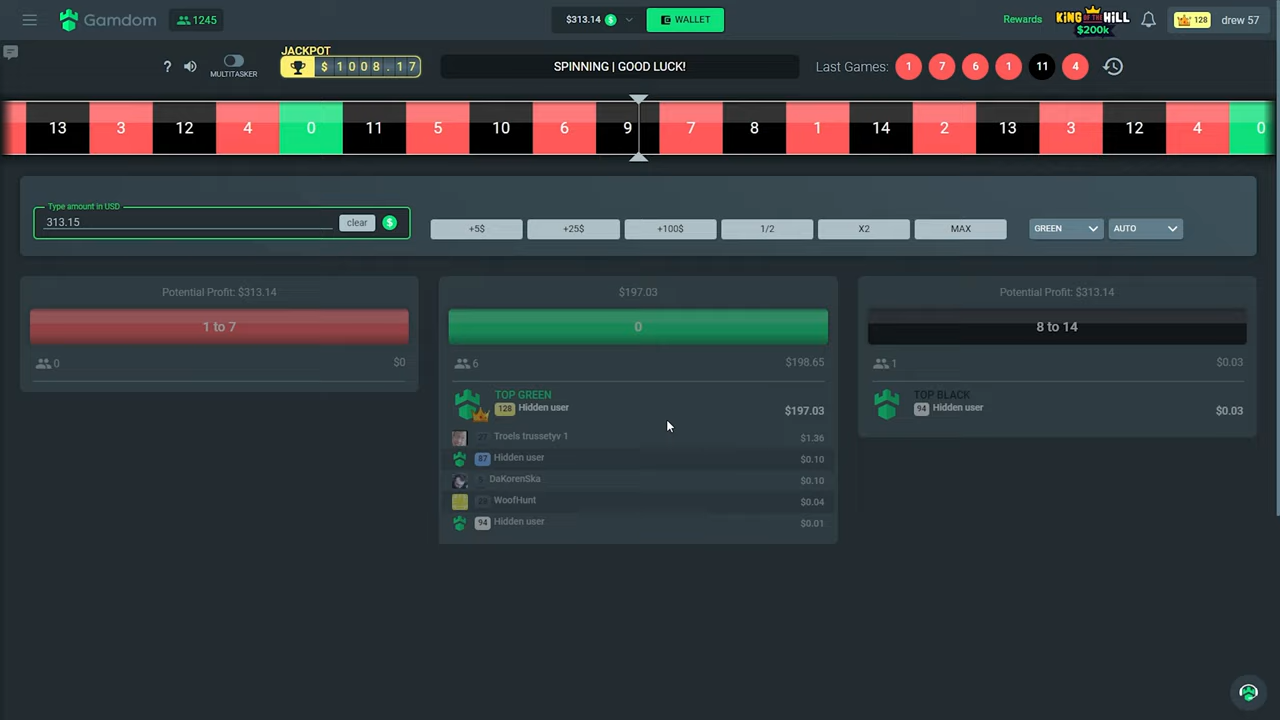 Gamdom
1245
$313.14
WALLET
Rewards
KING OF THE HILL
$200k
128
drew 57
?
MULTITASKER
JACKPOT
$ 1 0 0 8 . 1 7
SPINNING | GOOD LUCK!
Last Games:
1 7 6 1 11 4
13 3 12 4 0 11 5 10 6 9 7 8 1 14 2 13 3 12 4 0
Type amount in USD
313.15
clear
$
+5$
+25$
+100$
1/2
X2
MAX
GREEN
AUTO
Potential Profit: $313.14
1 to 7
0
$0
$197.03
0
6
$198.65
TOP GREEN
128 Hidden user
$197.03
27 Troels trussetyv 1
$1.36
87 Hidden user
$0.10
DaKorenSka
$0.10
WoofHunt
$0.04
94 Hidden user
$0.01
Potential Profit: $313.14
8 to 14
1
$0.03
TOP BLACK
94 Hidden user
$0.03